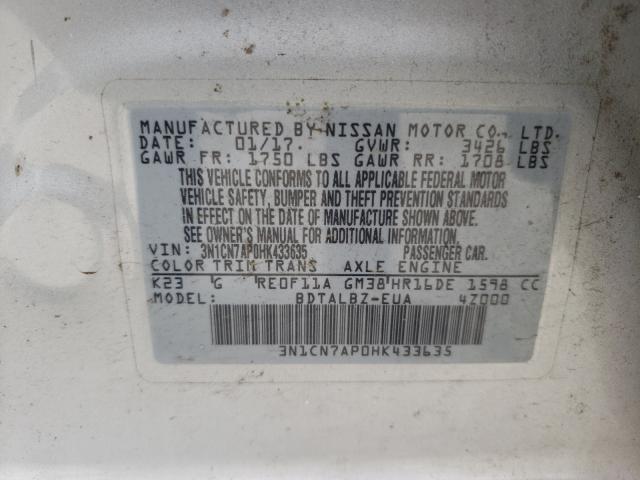 MANUFACTURED BY NISSAN MOTOR CO., LTD.
DATE: 01/17. GVWR: 3426 LBS
GAWR FR: 1750 LBS GAWR RR: 1708 LBS
THIS VEHICLE CONFORMS TO ALL APPLICABLE FEDERAL MOTOR
VEHICLE SAFETY, BUMPER AND THEFT PREVENTION STANDARDS
IN EFFECT ON THE DATE OF MANUFACTURE SHOWN ABOVE.
SEE OWNER'S MANUAL FOR ADDITIONAL INFORMATION.
VIN: 3N1CN7AP0HK433635 PASSENGER CAR.
COLOR TRIM TRANS AXLE ENGINE
K23 G RE0F11A GM38 HR16DE 1598 CC
MODEL: BDTALBZ-EUA 4Z000
3N1CN7AP0HK433635